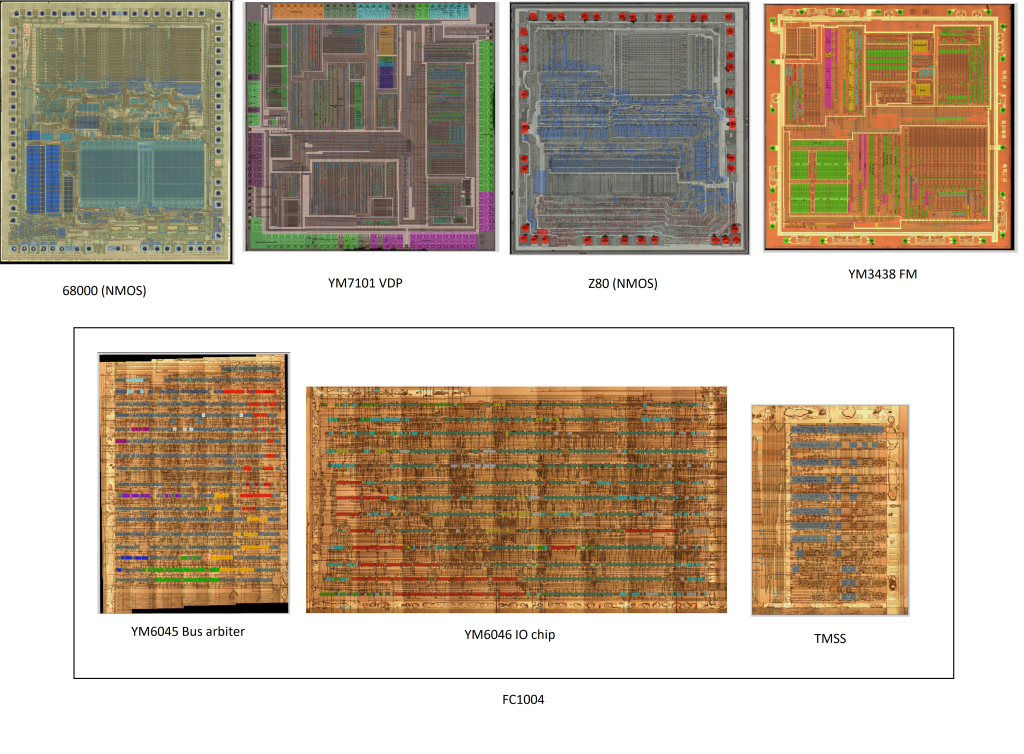 68000 (NMOS)
YM7101 VDP
Z80 (NMOS)
YM3438 FM
YM6045 Bus arbiter
YM6046 IO chip
TMSS
FC1004